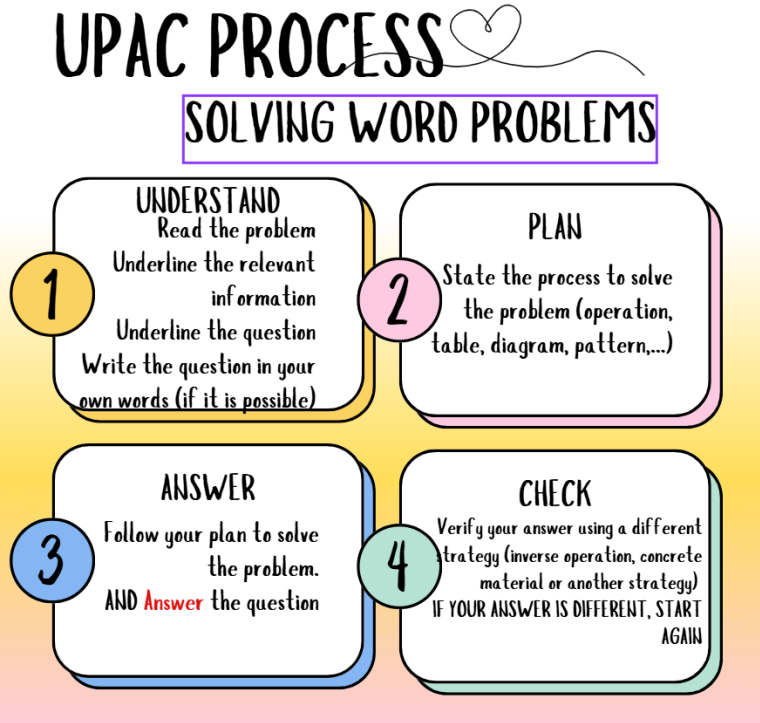 UPAC PROCESS
SOLVING WORD PROBLEMS
1
UNDERSTAND
Read the problem
Underline the relevant
information
Underline the question
Write the question in your
own words (if it is possible)
2
PLAN
State the process to solve
the problem (operation,
table, diagram, pattern,...)
3
ANSWER
Follow your plan to solve
the problem.
AND Answer the question
4
CHECK
Verify your answer using a different
strategy (inverse operation, concrete
material or another strategy)
IF YOUR ANSWER IS DIFFERENT, START
AGAIN